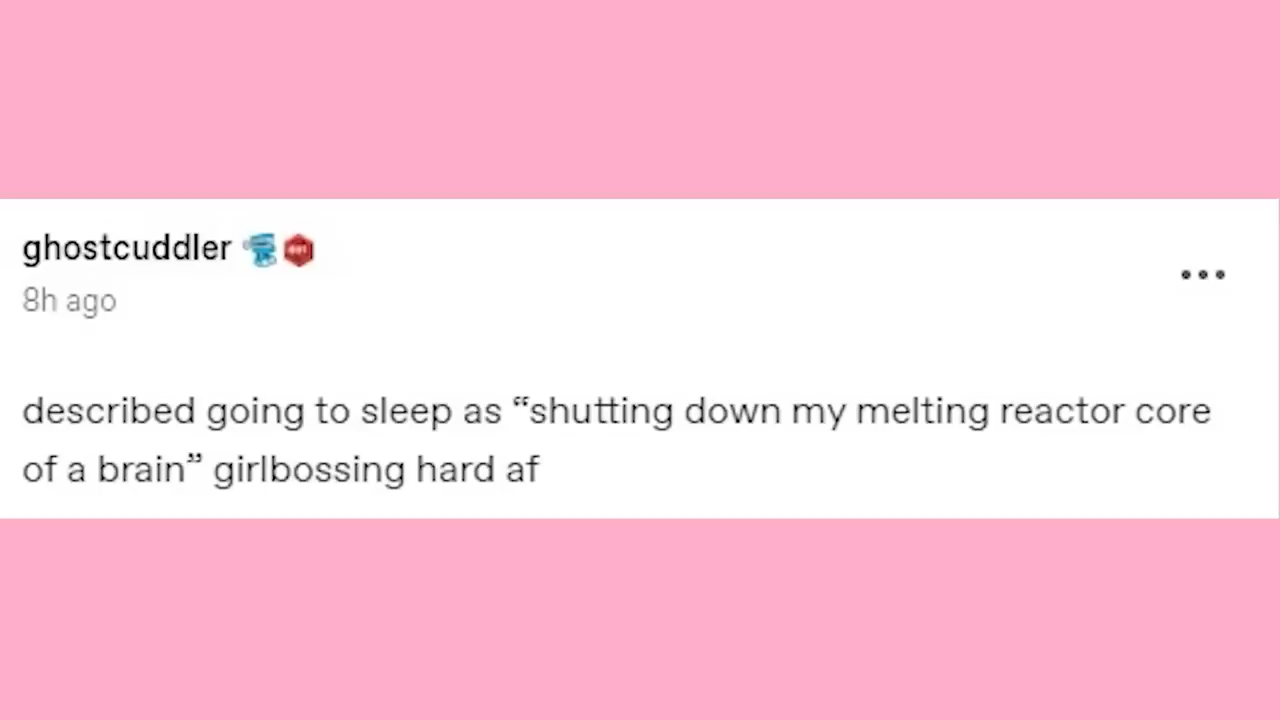 ghostcuddler
8h ago
described going to sleep as “shutting down my melting reactor core
of a brain” girlbossing hard af